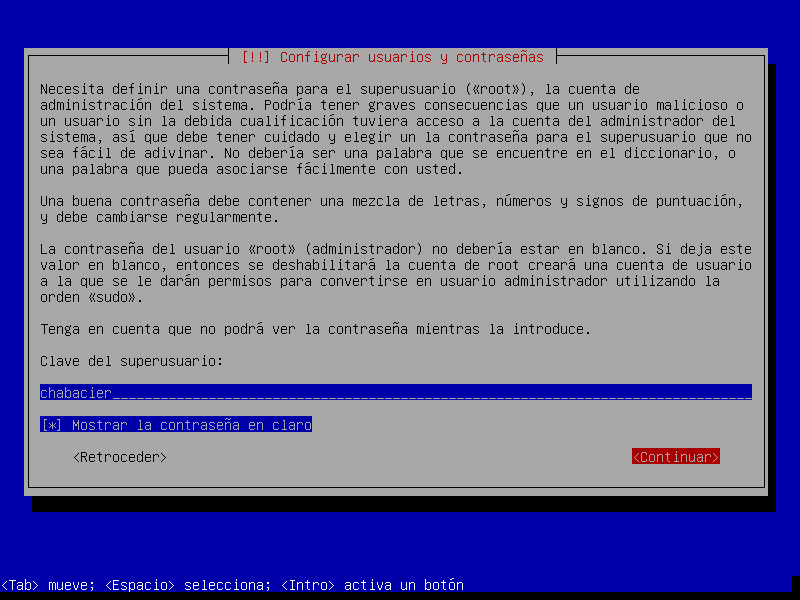 [!!] Configurar usuarios y contraseñas
Necesita definir una contraseña para el superusuario («root»), la cuenta de
administración del sistema. Podría tener graves consecuencias que un usuario malicioso o
un usuario sin la debida cualificación tuviera acceso a la cuenta del administrador del
sistema, así que debe tener cuidado y elegir un la contraseña para el superusuario que no
sea fácil de adivinar. No debería ser una palabra que se encuentre en el diccionario, o
una palabra que pueda asociarse fácilmente con usted.
Una buena contraseña debe contener una mezcla de letras, números y signos de puntuación,
y debe cambiarse regularmente.
La contraseña del usuario «root» (administrador) no debería estar en blanco. Si deja este
valor en blanco, entonces se deshabilitará la cuenta de root creará una cuenta de usuario
a la que se le darán permisos para convertirse en usuario administrador utilizando la
orden «sudo».
Tenga en cuenta que no podrá ver la contraseña mientras la introduce.
Clave del superusuario:
chabacier
[*] Mostrar la contraseña en claro
<Retroceder> <Continuar>
<Tab> mueve; <Espacio> selecciona; <Intro> activa un botón